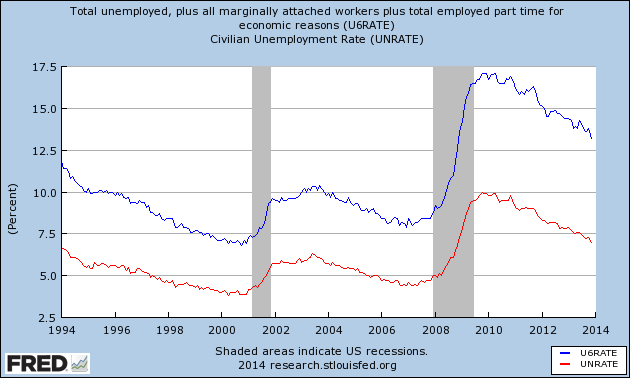 Total unemployed, plus all marginally attached workers plus total employed part time for
economic reasons (U6RATE)
Civilian Unemployment Rate (UNRATE)
17.5
15.0
12.5
10.0
7.5
5.0
2.5
(Percent)
1994 1996 1998 2000 2002 2004 2006 2008 2010 2012 2014
Shaded areas indicate US recessions.
2014 research.stlouisfed.org
FRED
U6RATE
UNRATE